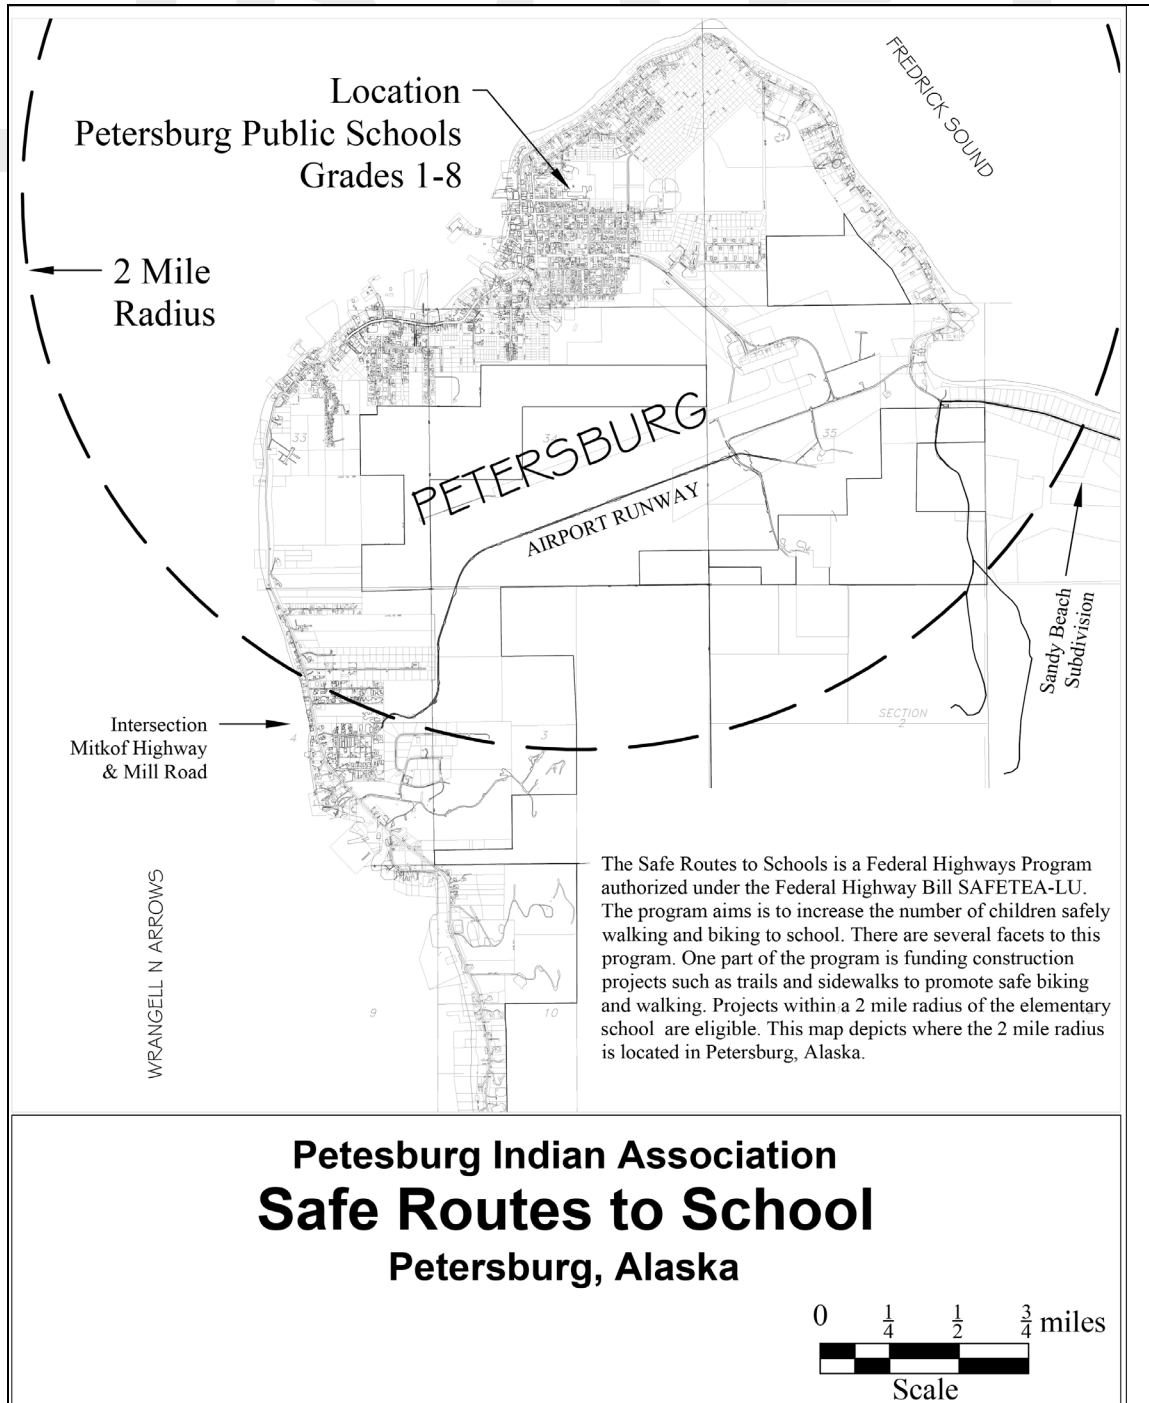 FREDRICK SOUND
Location
Petersburg Public Schools
Grades 1-8
2 Mile
Radius
33
34
35
PETERSBURG
AIRPORT RUNWAY
Sandy Beach
Subdivision
SECTION
2
Intersection
Mitkof Highway
& Mill Road
4
3
WRANGELL N ARROWS
9
10
The Safe Routes to Schools is a Federal Highways Program
authorized under the Federal Highway Bill SAFETEA-LU.
The program aims is to increase the number of children safely
walking and biking to school. There are several facets to this
program. One part of the program is funding construction
projects such as trails and sidewalks to promote safe biking
and walking. Projects within a 2 mile radius of the elementary
school are eligible. This map depicts where the 2 mile radius
is located in Petersburg, Alaska.
Petesburg Indian Association
Safe Routes to School
Petersburg, Alaska
0 1/4 1/2 3/4 miles
Scale